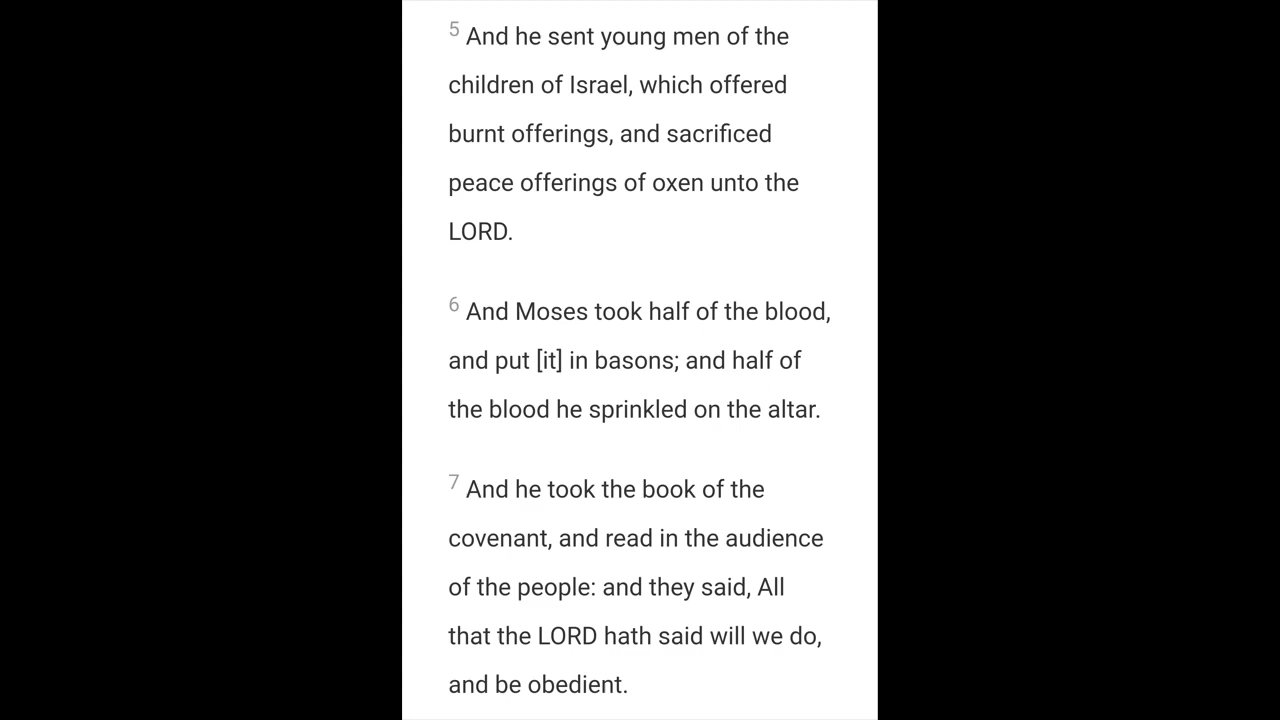 5 And he sent young men of the
children of Israel, which offered
burnt offerings, and sacrificed
peace offerings of oxen unto the
LORD.
6 And Moses took half of the blood,
and put [it] in basons; and half of
the blood he sprinkled on the altar.
7 And he took the book of the
covenant, and read in the audience
of the people: and they said, All
that the LORD hath said will we do,
and be obedient.